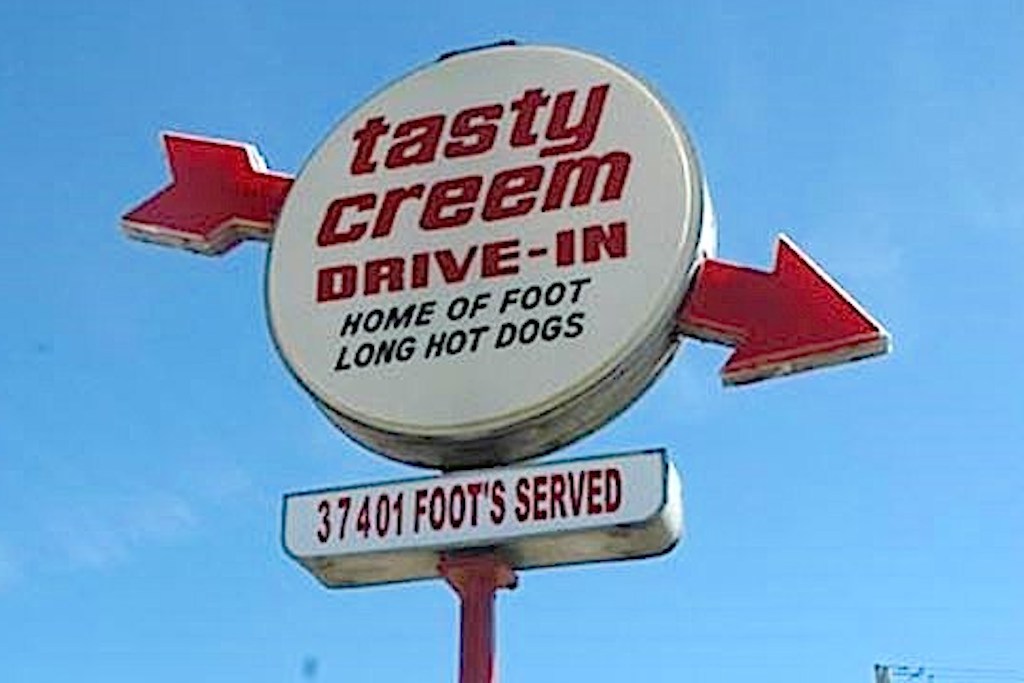 tasty
creem
DRIVE-IN
HOME OF FOOT
LONG HOT DOGS
37401 FOOT'S SERVED